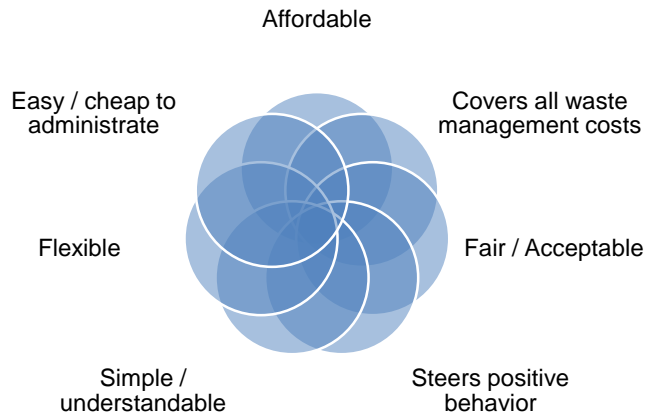 Affordable
Easy / cheap to
administrate
Covers all waste
management costs
Flexible
Fair / Acceptable
Simple /
understandable
Steers positive
behavior